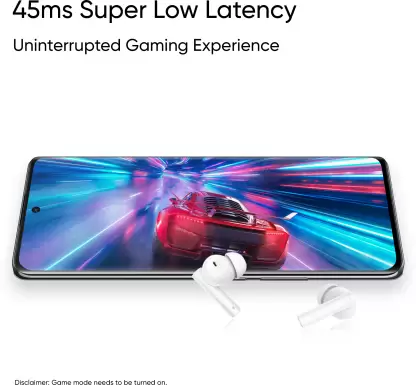 45ms Super Low Latency
Uninterrupted Gaming Experience
Disclaimer: Game mode needs to be turned on.